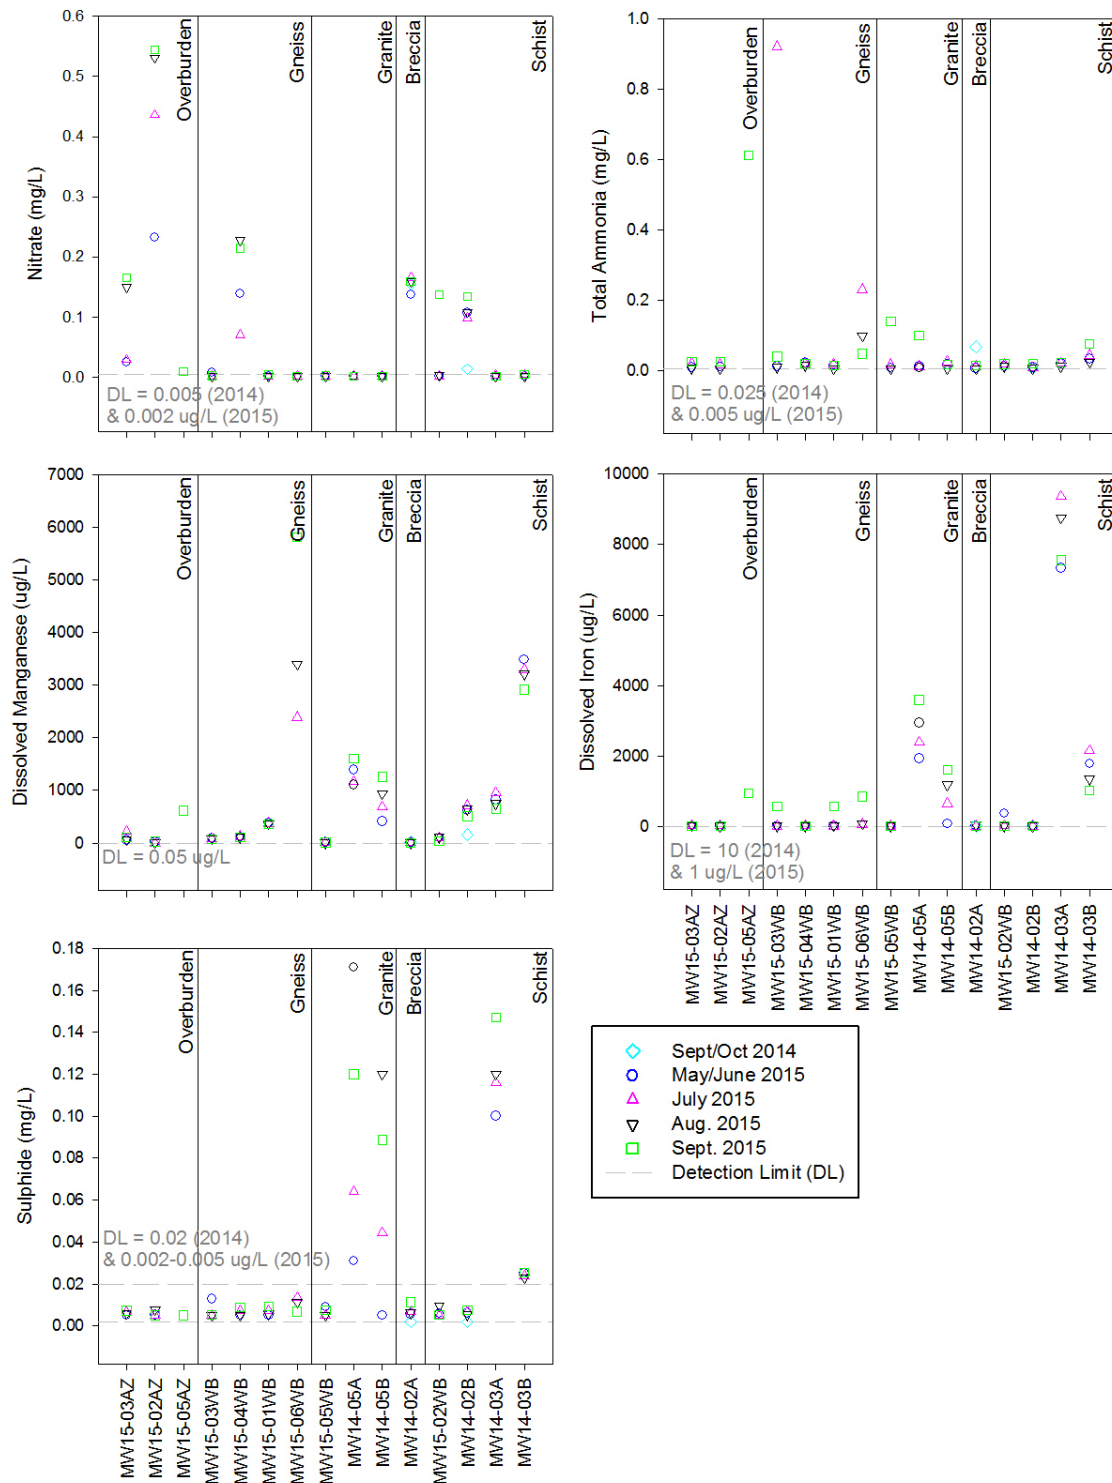 0.6
0.5
0.4
0.3
0.2
0.1
0.0
Nitrate (mg/L)
Overburden
Gneiss
Granite
Breccia
Schist
DL = 0.005 (2014)
& 0.002 ug/L (2015)
1.0
0.8
0.6
0.4
0.2
0.0
Total Ammonia (mg/L)
Overburden
Gneiss
Granite
Breccia
Schist
DL = 0.025 (2014)
& 0.005 ug/L (2015)
7000
6000
5000
4000
3000
2000
1000
0
Dissolved Manganese (ug/L)
Overburden
Gneiss
Granite
Breccia
Schist
DL = 0.05 ug/L
10000
8000
6000
4000
2000
0
Dissolved Iron (ug/L)
Overburden
Gneiss
Granite
Breccia
Schist
DL = 10 (2014)
& 1 ug/L (2015)
MW15-03AZ
MW15-02AZ
MW15-05AZ
MW15-03WB
MW15-04WB
MW15-01WB
MW15-06WB
MW15-05WB
MW14-05A
MW14-05B
MW14-02A
MW15-02WB
MW14-02B
MW14-03A
MW14-03B
0.18
0.16
0.14
0.12
0.10
0.08
0.06
0.04
0.02
0.00
Sulphide (mg/L)
Overburden
Gneiss
Granite
Breccia
Schist
DL = 0.02 (2014)
& 0.002-0.005 ug/L (2015)
MW15-03AZ
MW15-02AZ
MW15-05AZ
MW15-03WB
MW15-04WB
MW15-01WB
MW15-06WB
MW15-05WB
MW14-05A
MW14-05B
MW14-02A
MW15-02WB
MW14-02B
MW14-03A
MW14-03B
Sept/Oct 2014
May/June 2015
July 2015
Aug. 2015
Sept. 2015
Detection Limit (DL)